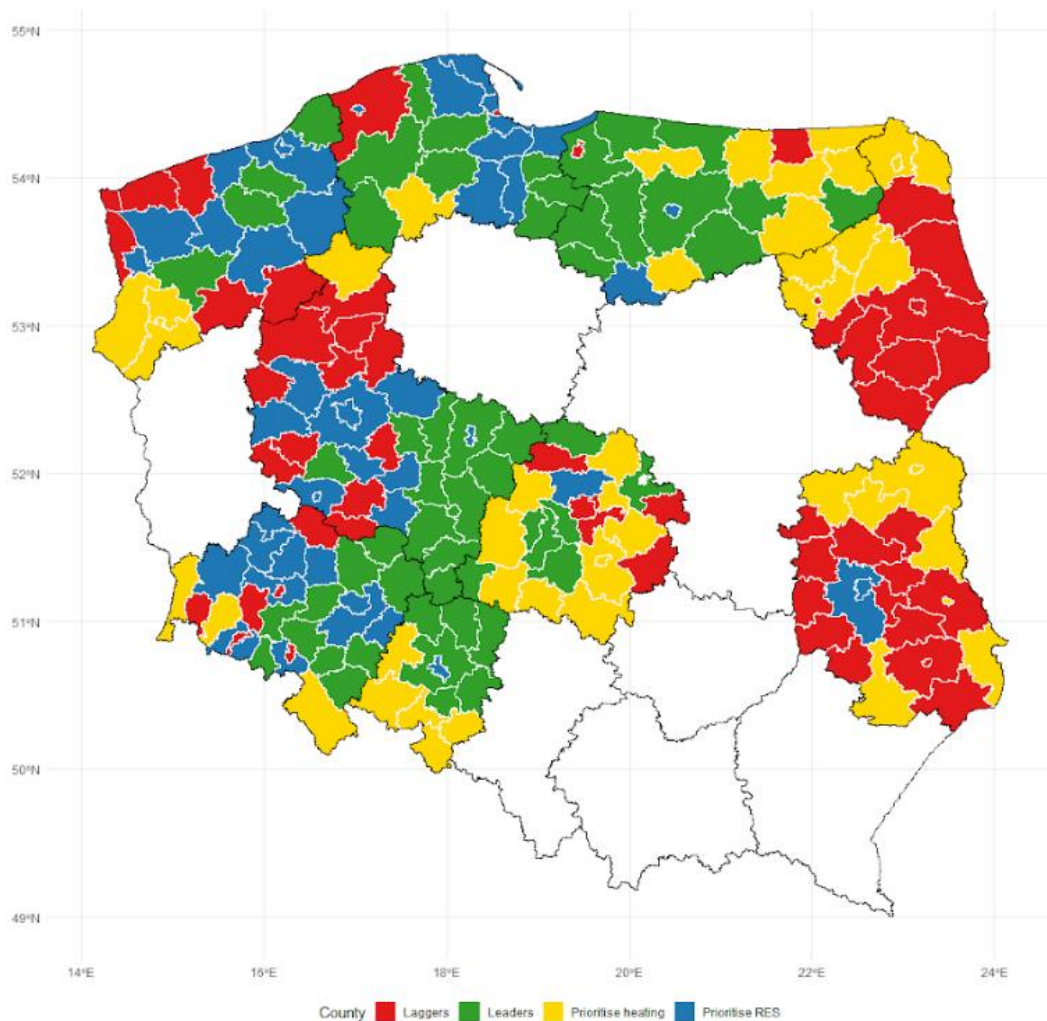 55°N
54°N
53°N
52°N
51°N
50°N
49°N
14°E 16°E 18°E 20°E 22°E 24°E
County Laggers Leaders Prioritise heating Prioritise RES